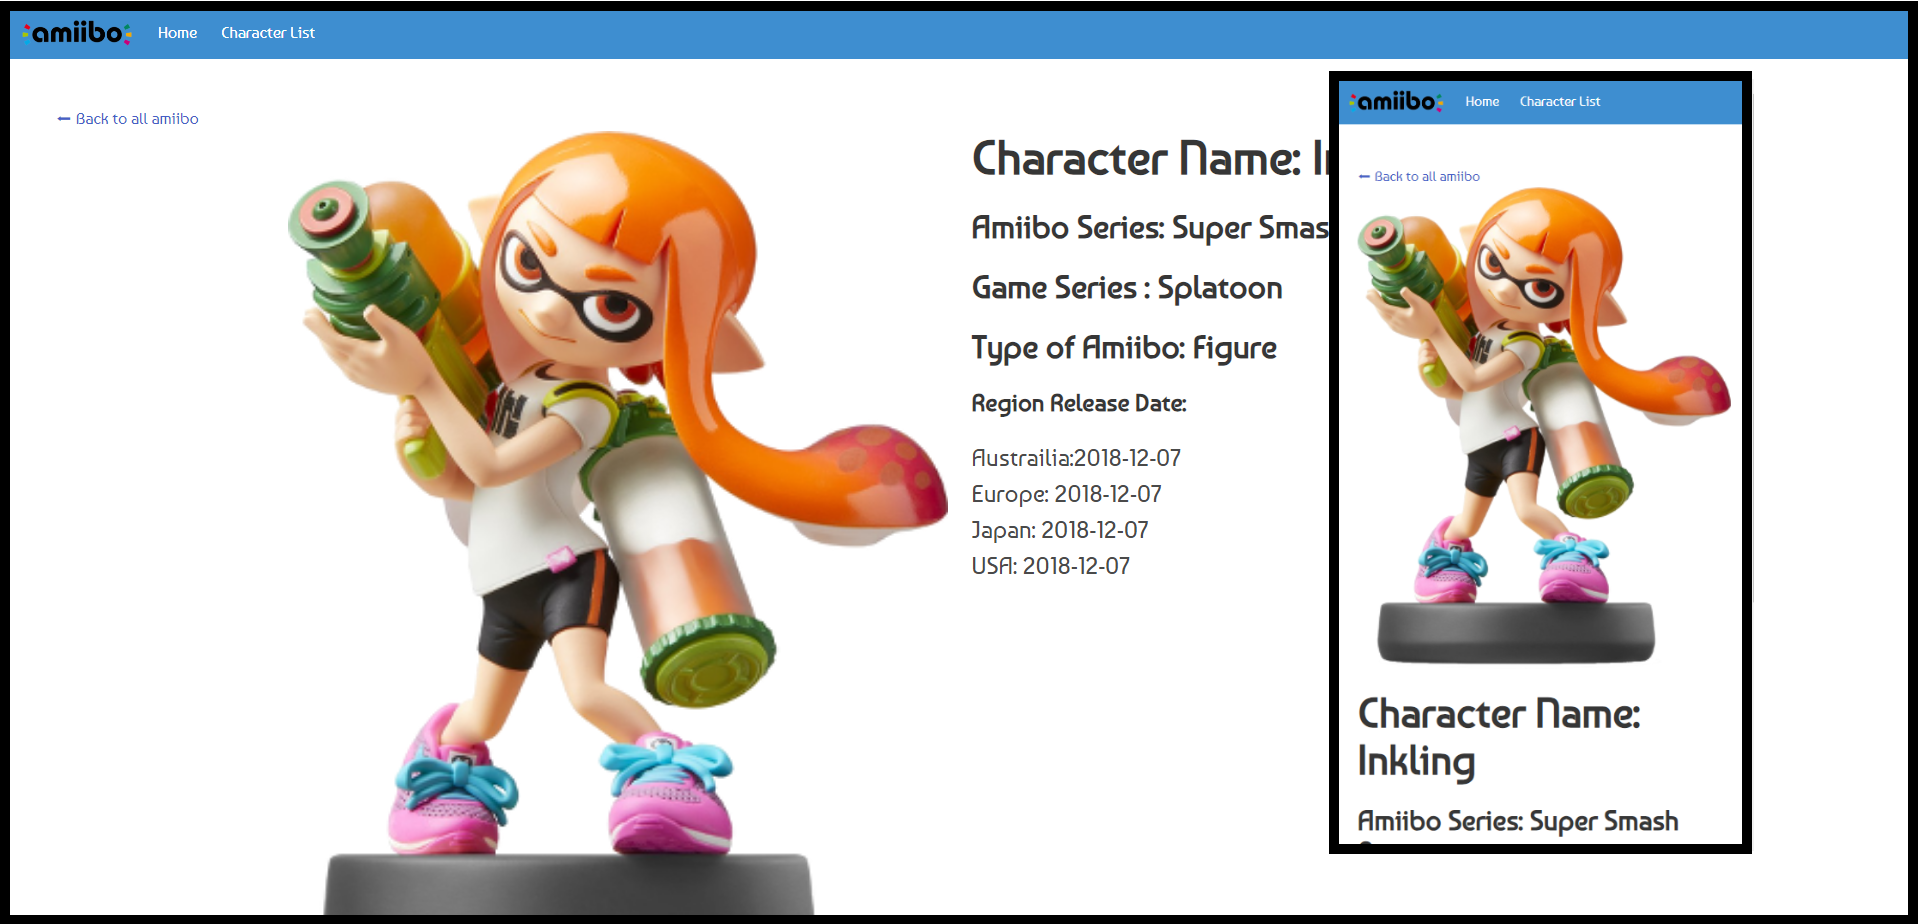 amiibo Home Character List
← Back to all amiibo
Character Name:
Amiibo Series: Super Smas
Game Series : Splatoon
Type of Amiibo: Figure
Region Release Date:
Austrailia:2018-12-07
Europe: 2018-12-07
Japan: 2018-12-07
USA: 2018-12-07
amiibo Home Character List
← Back to all amiibo
Character Name:
Inkling
Amiibo Series: Super Smash